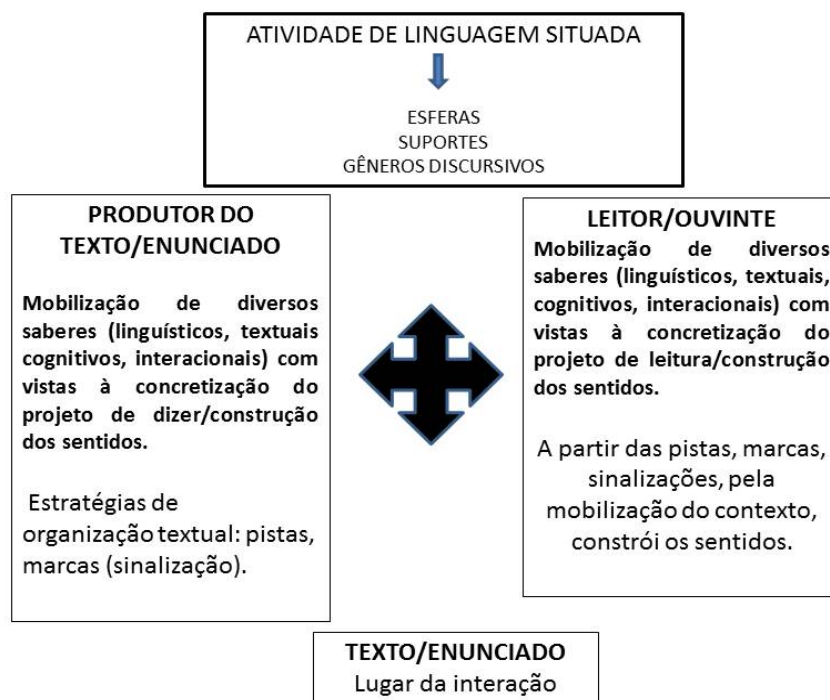 ATIVIDADE DE LINGUAGEM SITUADA
ESFERAS
SUPORTES
GÊNEROS DISCURSIVOS
PRODUTOR DO
TEXTO/ENUNCIADO
Mobilização de diversos
saberes (linguísticos, textuais
cognitivos, interacionais) com
vistas à concretização do
projeto de dizer/construção
dos sentidos.
Estratégias de
organização textual: pistas,
marcas (sinalização).
LEITOR/OUVINTE
Mobilização de diversos
saberes (linguísticos, textuais,
cognitivos, interacionais) com
vistas à concretização do
projeto de leitura/construção
dos sentidos.
A partir das pistas, marcas,
sinalizações, pela
mobilização do contexto,
constrói os sentidos.
TEXTO/ENUNCIADO
Lugar da interação